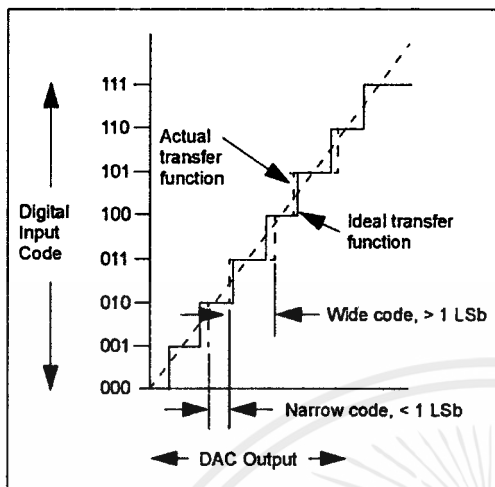 111
110
101
100
011
010
001
000
Digital
Input
Code
Actual
transfer
function
Ideal transfer
function
Wide code, > 1 LSb
Narrow code, < 1 LSb
DAC Output